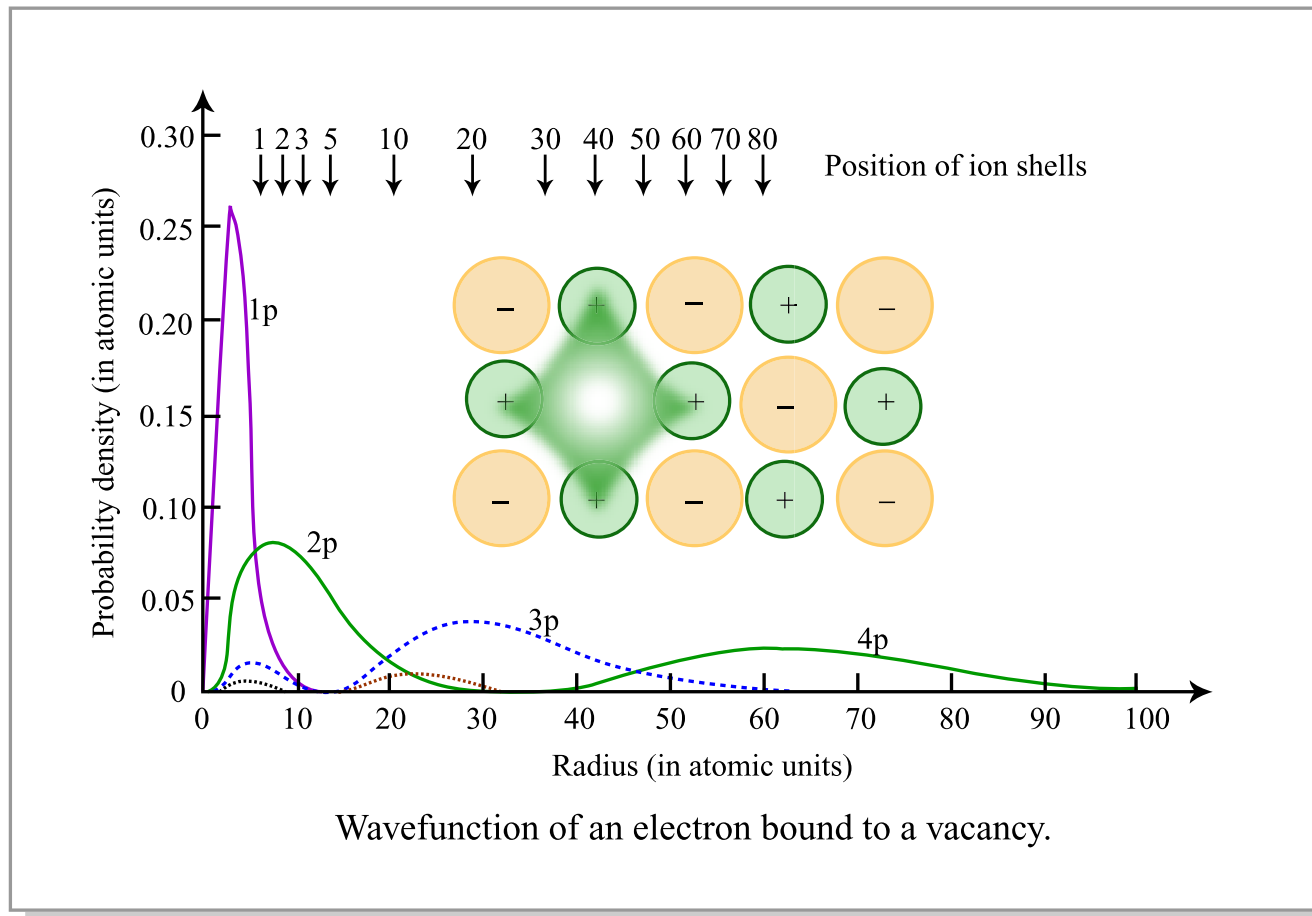 1 2 3 5 10 20 30 40 50 60 70 80
Position of ion shells
0.30
0.25
0.20
0.15
0.10
0.05
0
Probability density (in atomic units)
1p
2p
3p
4p
− + − + −
+ + − + 
− + − + −
0 10 20 30 40 50 60 70 80 90 100
Radius (in atomic units)
Wavefunction of an electron bound to a vacancy.